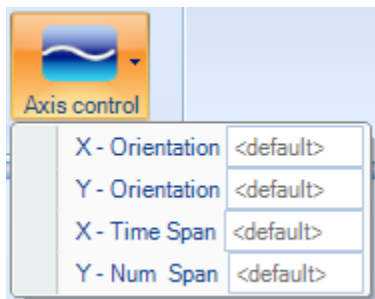 Axis control
X - Orientation <default>
Y - Orientation <default>
X - Time Span <default>
Y - Num Span <default>